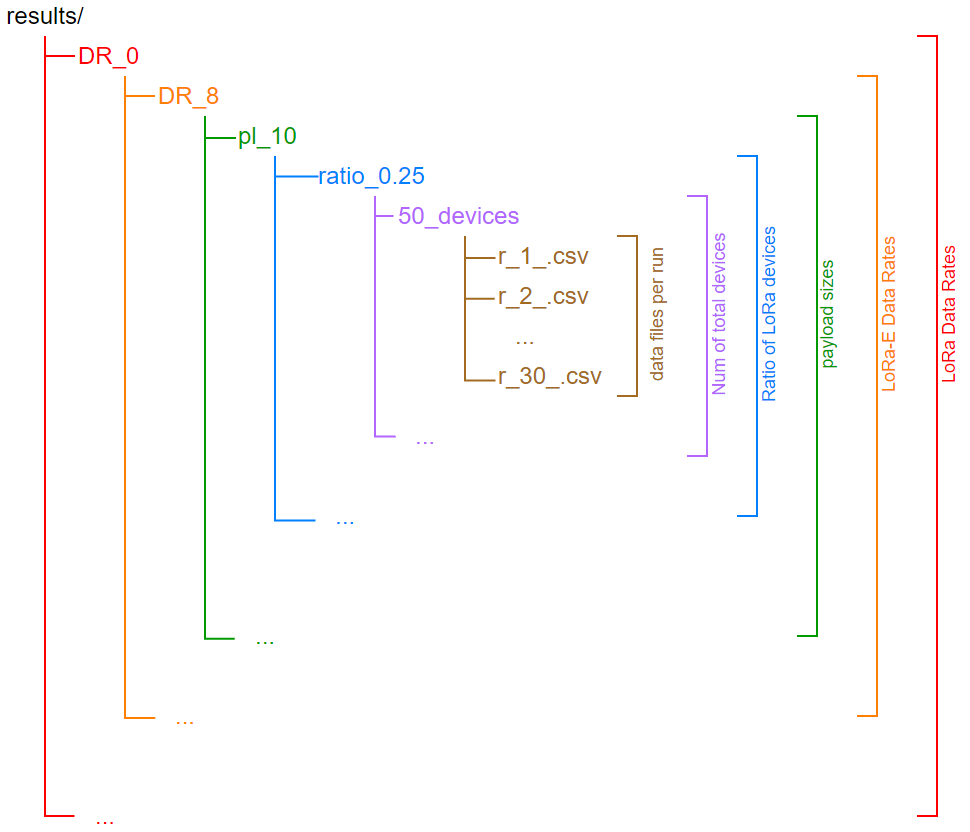 results/
DR_0
DR_8
pl_10
ratio_0.25
50_devices
r_1_.csv
r_2_.csv
...
r_30_.csv
...
...
...
...
...
data files per run
Num of total devices
Ratio of LoRa devices
payload sizes
LoRa-E Data Rates
LoRa Data Rates